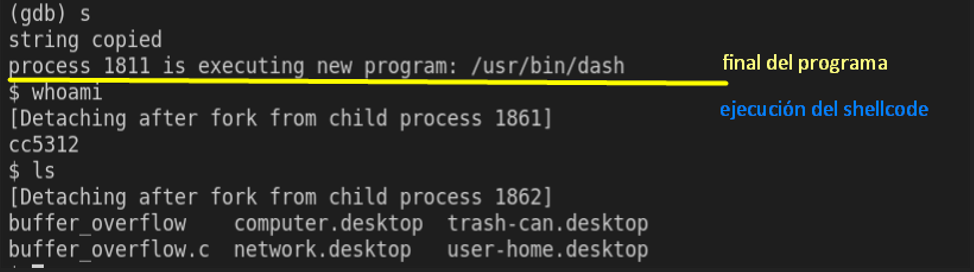 (gdb) s
string copied
process 1811 is executing new program: /usr/bin/dash
final del programa
$ whoami
ejecución del shellcode
[Detaching after fork from child process 1861]
cc5312
$ ls
[Detaching after fork from child process 1862]
buffer_overflow    computer.desktop  trash-can.desktop
buffer_overflow.c  network.desktop   user-home.desktop